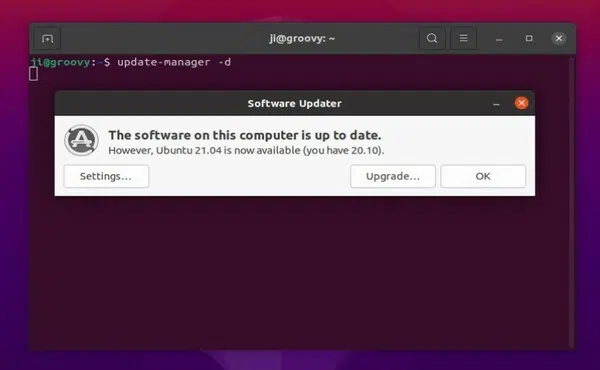 ji@groovy: ~
ji@groovy:~$ update-manager -d
Software Updater
The software on this computer is up to date.
However, Ubuntu 21.04 is now available (you have 20.10).
Settings...
Upgrade...
OK